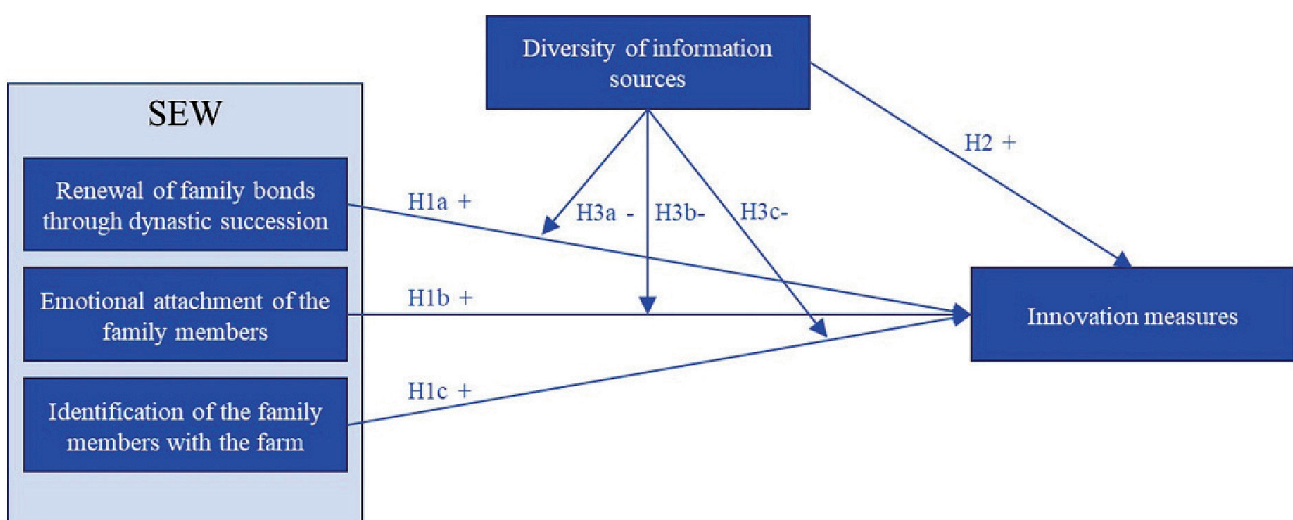 Diversity of information
sources
SEW
H2 +
Renewal of family bonds
through dynastic succession
H1a +
H3a -
H3b-
H3c-
Emotional attachment of the
family members
H1b +
Innovation measures
H1c +
Identification of the family
members with the farm